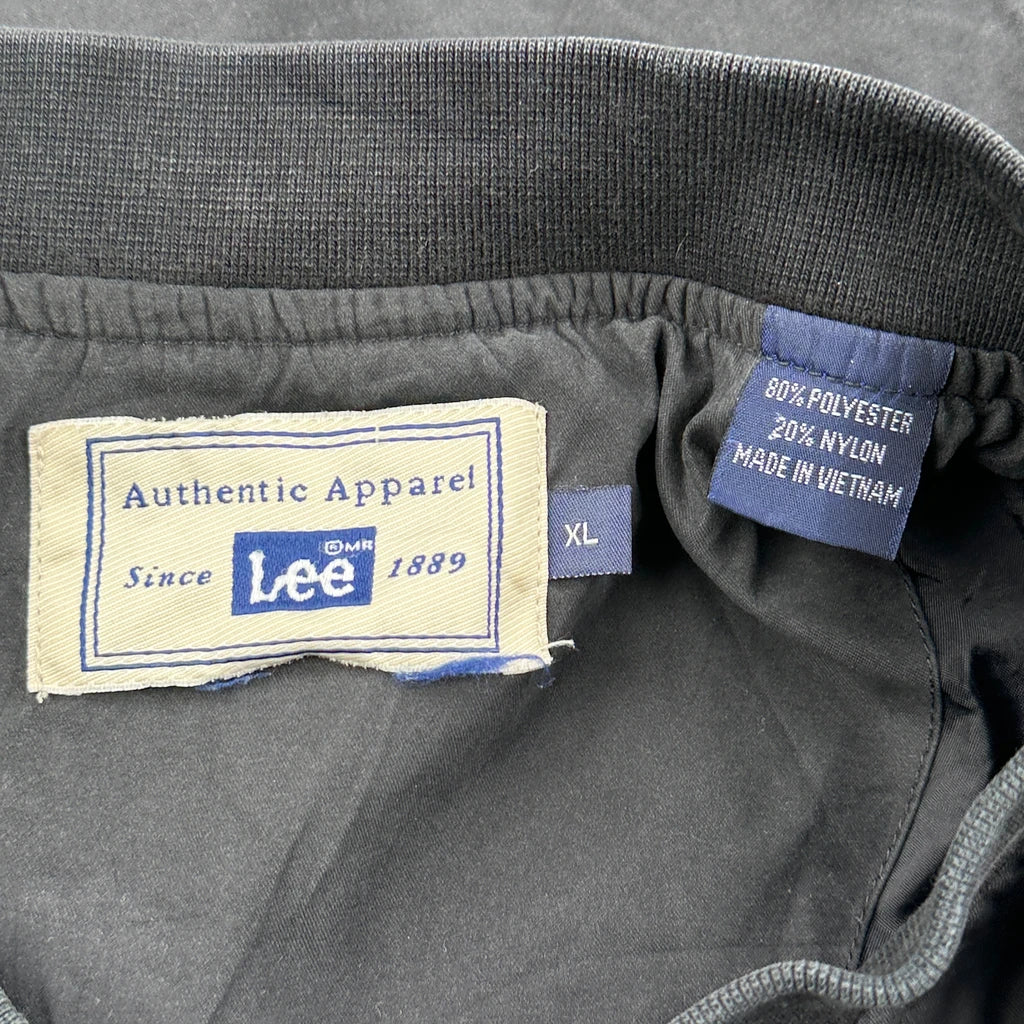 Authentic Apparel
®MR
Since Lee 1889
XL
80% POLYESTER
20% NYLON
MADE IN VIETNAM